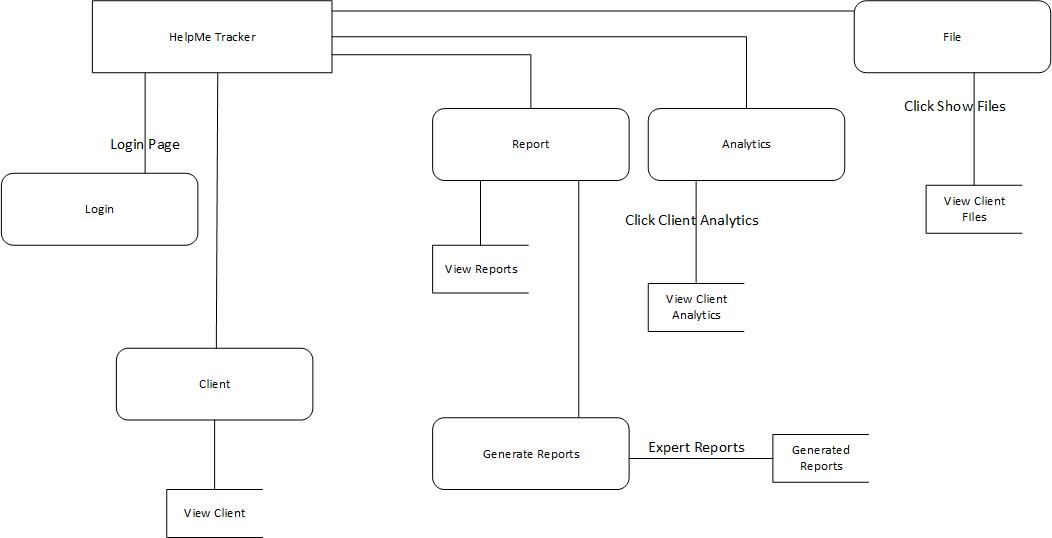 HelpMe Tracker
File
Click Show Files
Report
Analytics
Login Page
Login
View Client
FIles
Click Client Analytics
View Reports
View Client
Analytics
Client
Generate Reports
Expert Reports
Generated
Reports
View Client